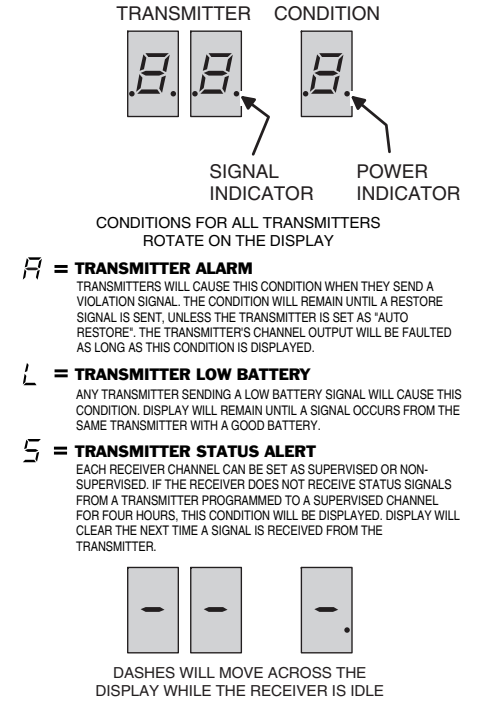 TRANSMITTER CONDITION
.8. 8. .8.
SIGNAL INDICATOR
POWER INDICATOR
CONDITIONS FOR ALL TRANSMITTERS
ROTATE ON THE DISPLAY
A = TRANSMITTER ALARM
TRANSMITTERS WILL CAUSE THIS CONDITION WHEN THEY SEND A
VIOLATION SIGNAL. THE CONDITION WILL REMAIN UNTIL A RESTORE
SIGNAL IS SENT, UNLESS THE TRANSMITTER IS SET AS "AUTO
RESTORE". THE TRANSMITTER'S CHANNEL OUTPUT WILL BE FAULTED
AS LONG AS THIS CONDITION IS DISPLAYED.
L = TRANSMITTER LOW BATTERY
ANY TRANSMITTER SENDING A LOW BATTERY SIGNAL WILL CAUSE THIS
CONDITION. DISPLAY WILL REMAIN UNTIL A SIGNAL OCCURS FROM THE
SAME TRANSMITTER WITH A GOOD BATTERY.
S = TRANSMITTER STATUS ALERT
EACH RECEIVER CHANNEL CAN BE SET AS SUPERVISED OR NON-
SUPERVISED. IF THE RECEIVER DOES NOT RECEIVE STATUS SIGNALS
FROM A TRANSMITTER PROGRAMMED TO A SUPERVISED CHANNEL
FOR FOUR HOURS, THIS CONDITION WILL BE DISPLAYED. DISPLAY WILL
CLEAR THE NEXT TIME A SIGNAL IS RECEIVED FROM THE
TRANSMITTER.
- - -.
DASHES WILL MOVE ACROSS THE
DISPLAY WHILE THE RECEIVER IS IDLE